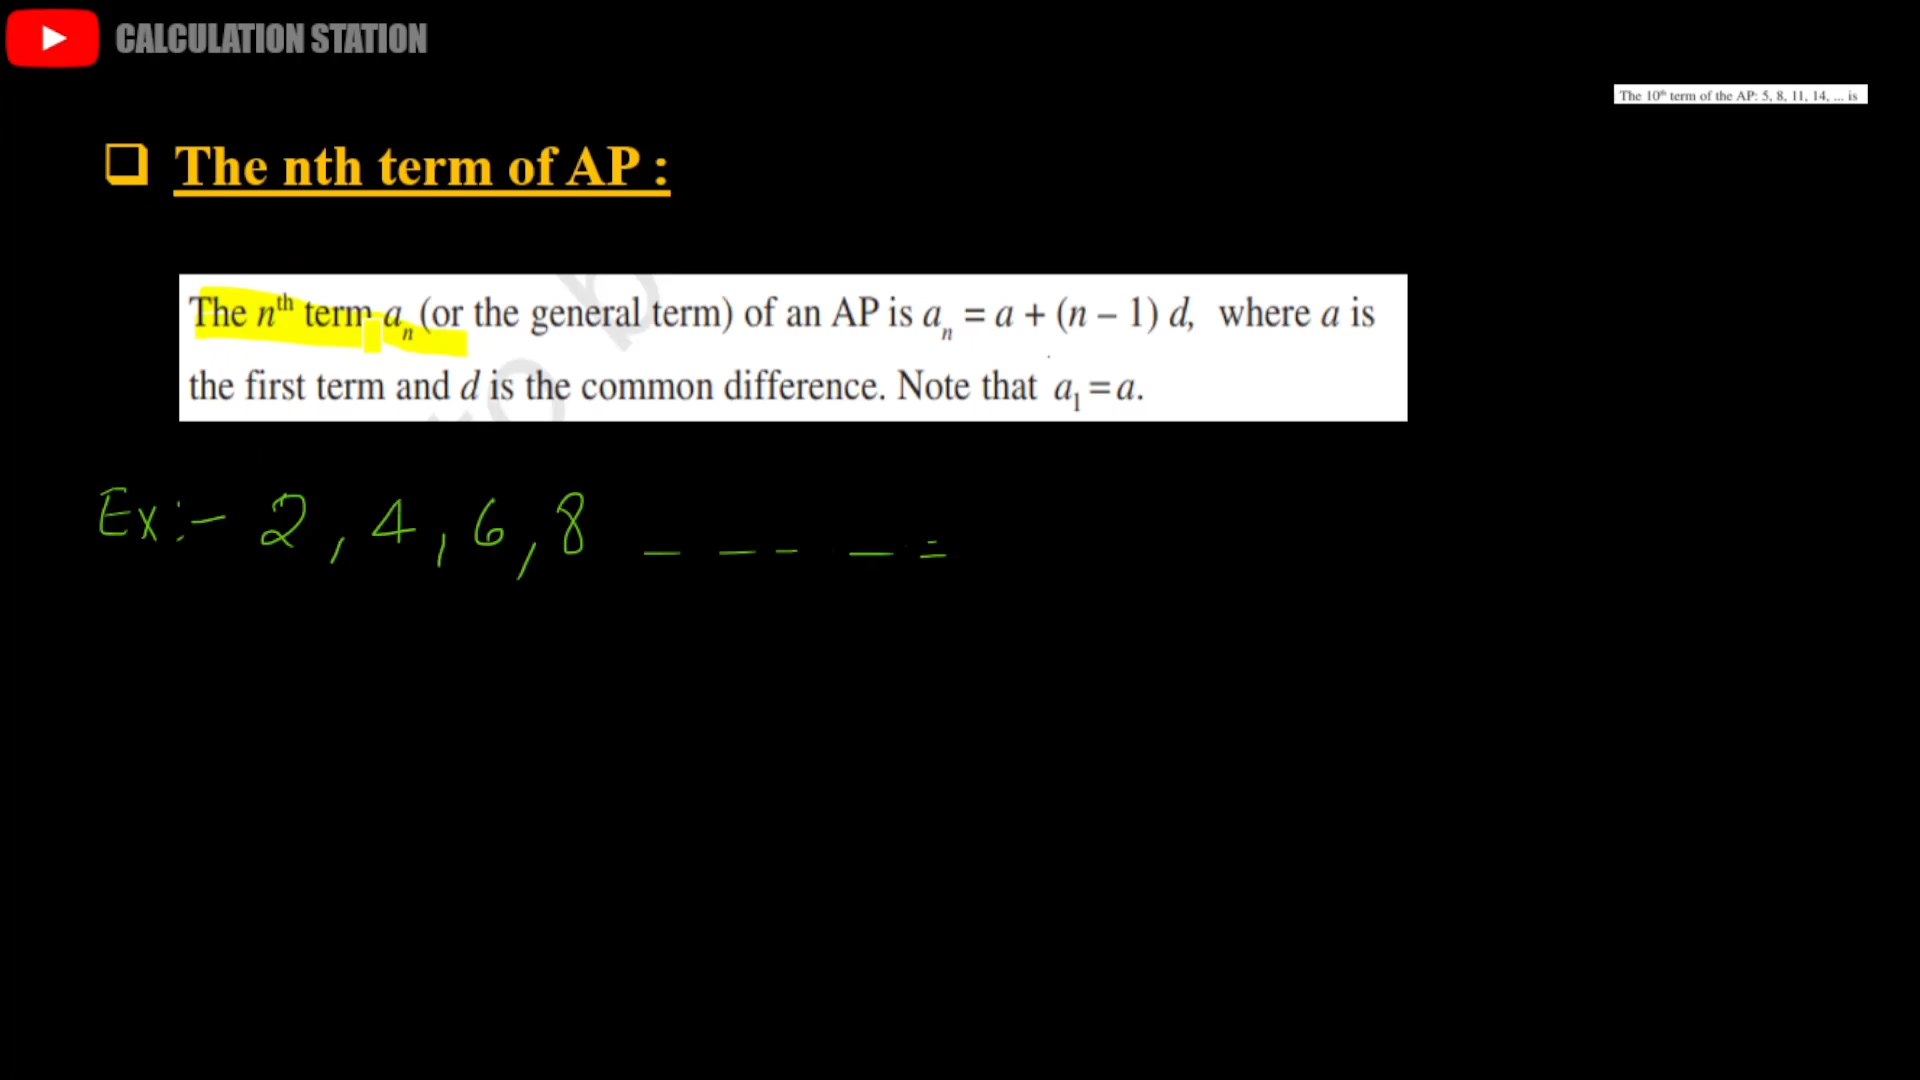 CALCULATION STATION
The 10th term of the AP: 5, 8, 11, 14, ... is
❑ The nth term of AP :
The nth term an (or the general term) of an AP is an = a + (n – 1) d, where a is
the first term and d is the common difference. Note that a1 = a.
Ex:- 2, 4, 6, 8 _ _ _ _ =